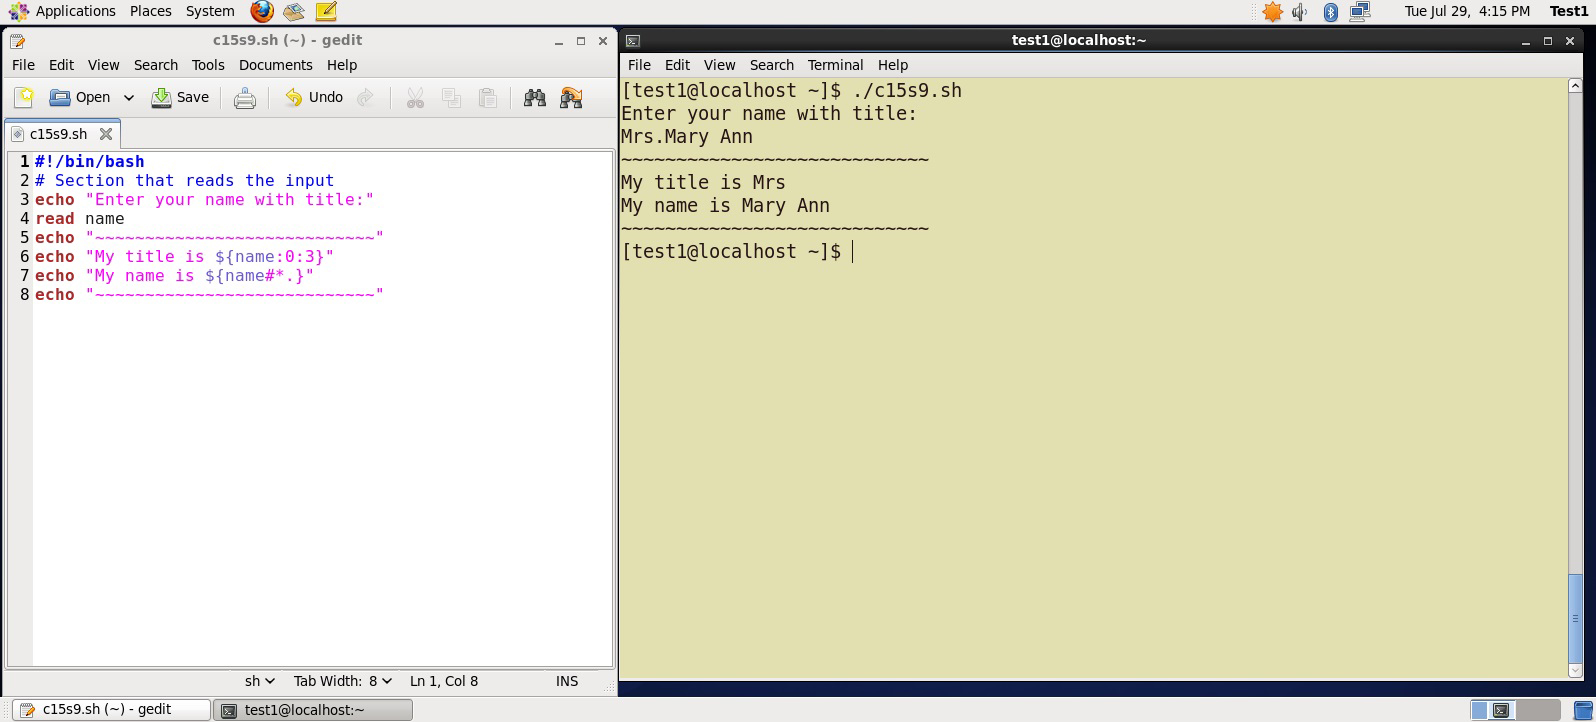 Applications Places System Tue Jul 29, 4:15 PM Test1
c15s9.sh (~) - gedit
File Edit View Search Tools Documents Help
Open Save Undo
c15s9.sh
1 #!/bin/bash
2 # Section that reads the input
3 echo "Enter your name with title:"
4 read name
5 echo "~~~~~~~~~~~~~~~~~~~~~~~~~~~~"
6 echo "My title is ${name:0:3}"
7 echo "My name is ${name#*.}"
8 echo "~~~~~~~~~~~~~~~~~~~~~~~~~~~~"
sh Tab Width: 8 Ln 1, Col 8 INS
test1@localhost:~
File Edit View Search Terminal Help
[test1@localhost ~]$ ./c15s9.sh
Enter your name with title:
Mrs.Mary Ann
~~~~~~~~~~~~~~~~~~~~~~~~~~~~
My title is Mrs
My name is Mary Ann
~~~~~~~~~~~~~~~~~~~~~~~~~~~~
[test1@localhost ~]$
c15s9.sh (~) - gedit test1@localhost:~